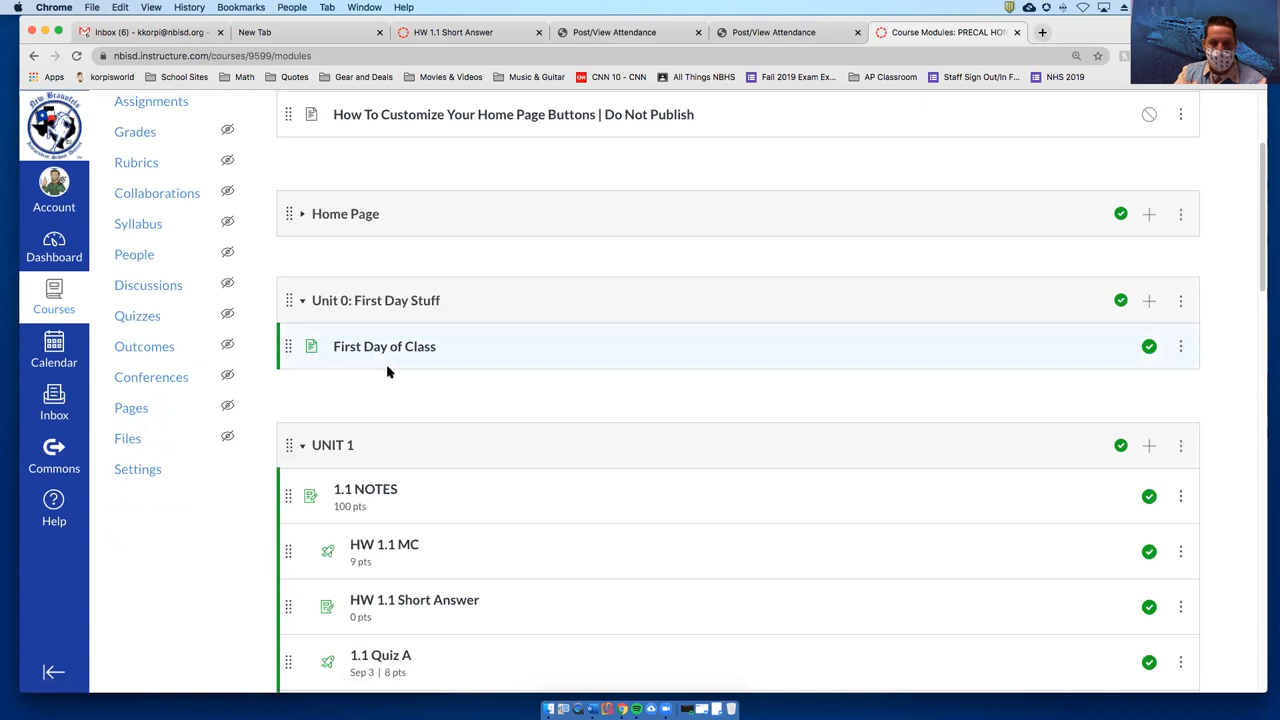 Chrome File Edit View History Bookmarks People Tab Window Help
Inbox (6) - kkorpi@nbisd.org - × New Tab × HW 1.1 Short Answer × Post/View Attendance × Post/View Attendance × Course Modules: PRECAL HON ×
nbisd.instructure.com/courses/9599/modules
Apps korpisworld School Sites Math Quotes Gear and Deals Movies & Videos Music & Guitar CNN 10 - CNN All Things NBHS Fall 2019 Exam Ex... AP Classroom Staff Sign Out/In F... NHS 2019
Account
Dashboard
Courses
Calendar
Inbox
Commons
Help
Assignments
Grades
Rubrics
Collaborations
Syllabus
People
Discussions
Quizzes
Outcomes
Conferences
Pages
Files
Settings
How To Customize Your Home Page Buttons | Do Not Publish
Home Page
Unit 0: First Day Stuff
First Day of Class
UNIT 1
1.1 NOTES
100 pts
HW 1.1 MC
9 pts
HW 1.1 Short Answer
0 pts
1.1 Quiz A
Sep 3 | 8 pts